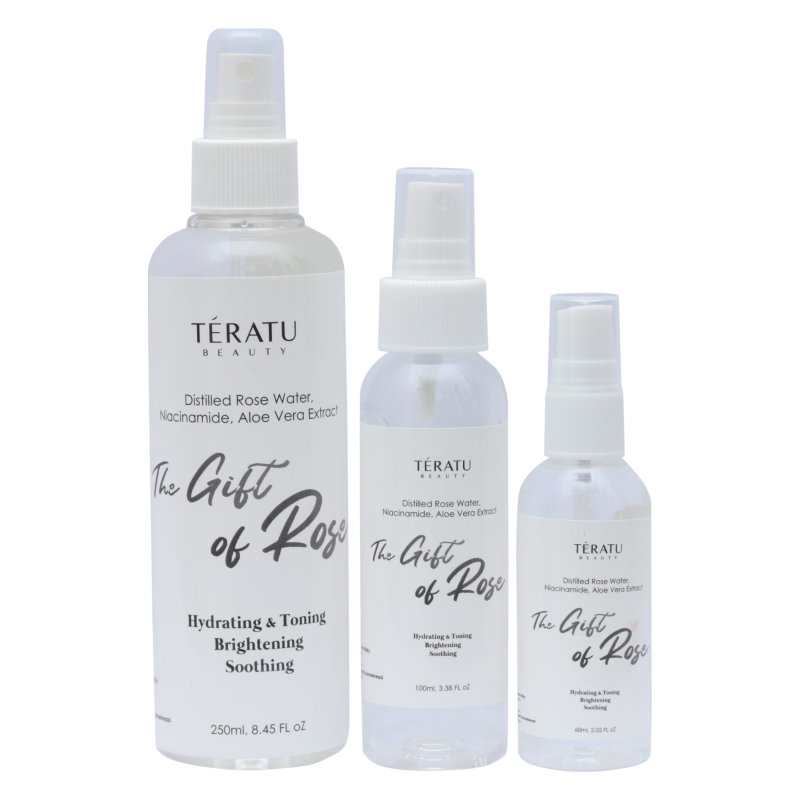 TÉRATU
BEAUTY
Distilled Rose Water,
Niacinamide, Aloe Vera Extract
The Gift
of Rose
Hydrating & Toning
Brightening
Soothing
250ml, 8.45 FL oZ
TÉRATU
BEAUTY
Distilled Rose Water,
Niacinamide, Aloe Vera Extract
The Gift
of Rose
Hydrating & Toning
Brightening
Soothing
100ml, 3.38 FL oZ
TÉRATU
BEAUTY
Distilled Rose Water,
Niacinamide, Aloe Vera Extract
The Gift
of Rose
Hydrating & Toning
Brightening
Soothing
60ml, 2.02 fl. oZ